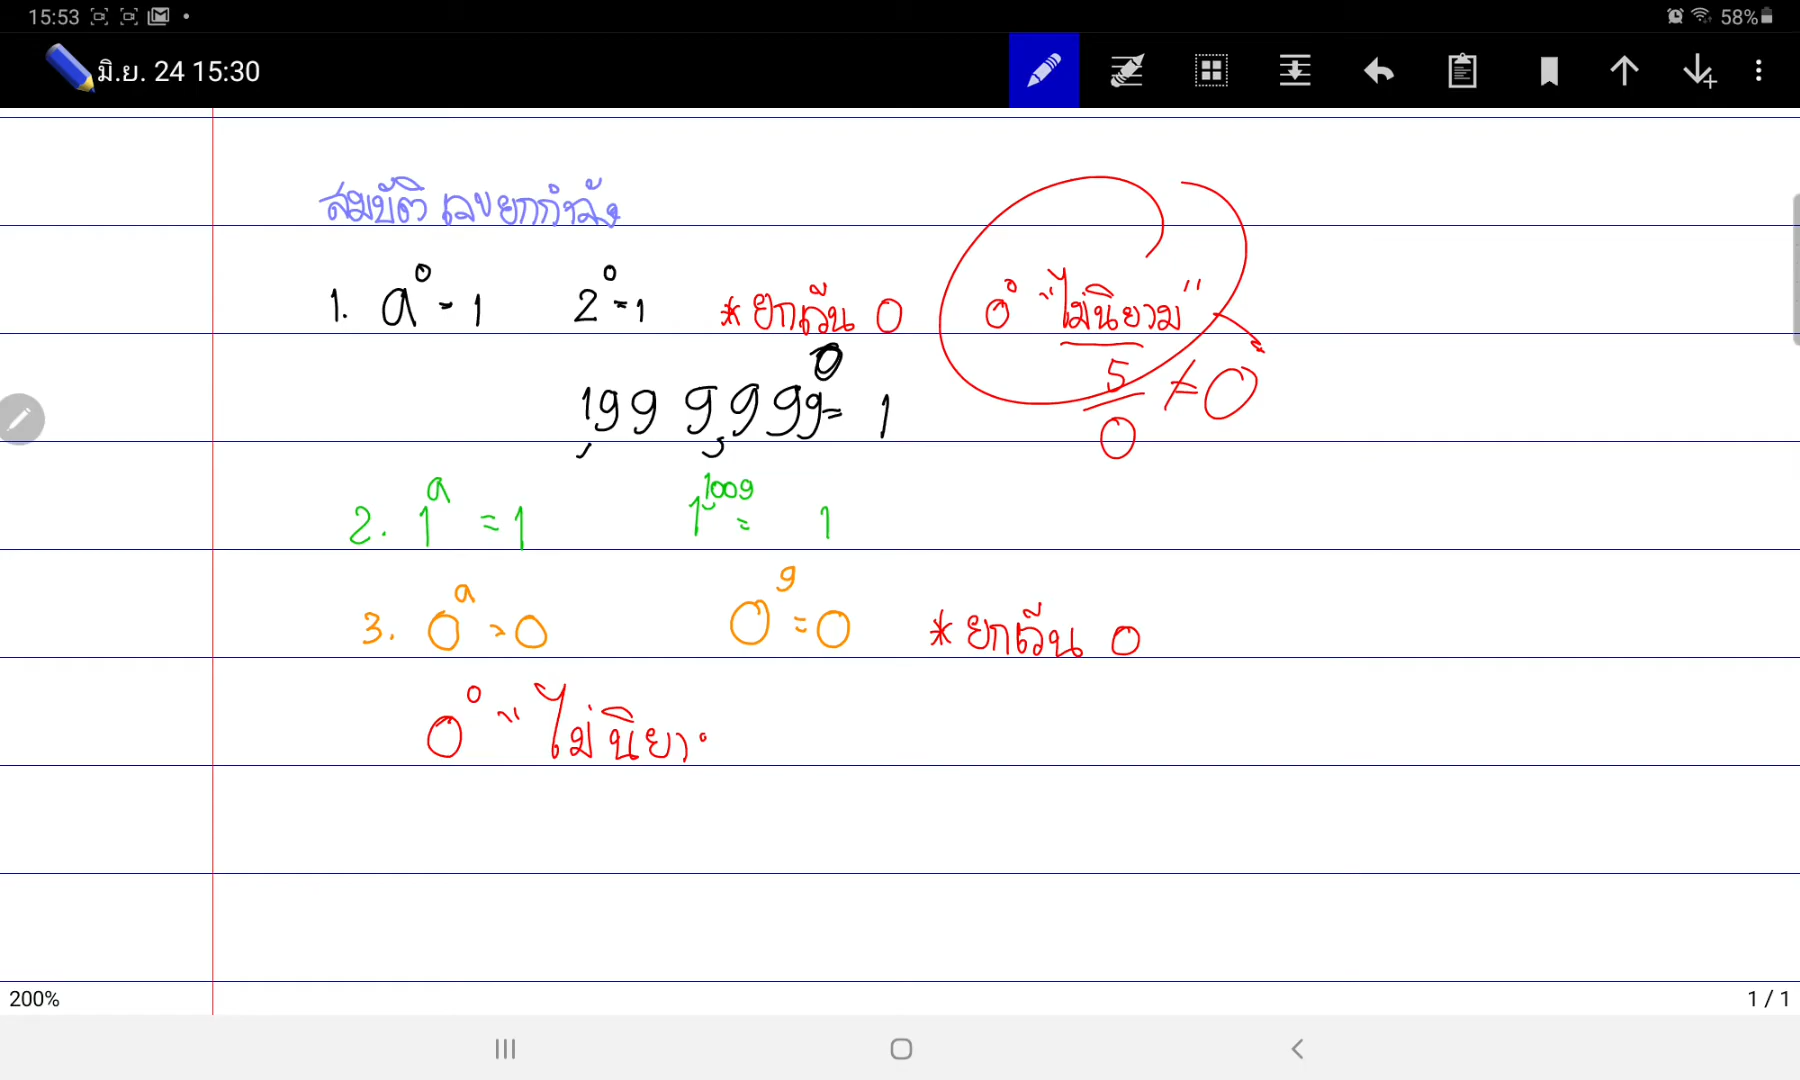 15:53
58%
มิ.ย. 24 15:30
สมบัติ เลขยกกำลัง
1. a⁰ = 1 2⁰ = 1 *ยกเว้น 0 0⁰ "ไม่นิยาม"
5/0 ≠ 0
1,999,999⁰ = 1
2. 1ᵃ = 1 1¹⁰⁰⁹ = 1
3. 0ᵃ = 0 0⁹ = 0 *ยกเว้น 0
0⁰ = "ไม่นิยา
200%
1 / 1